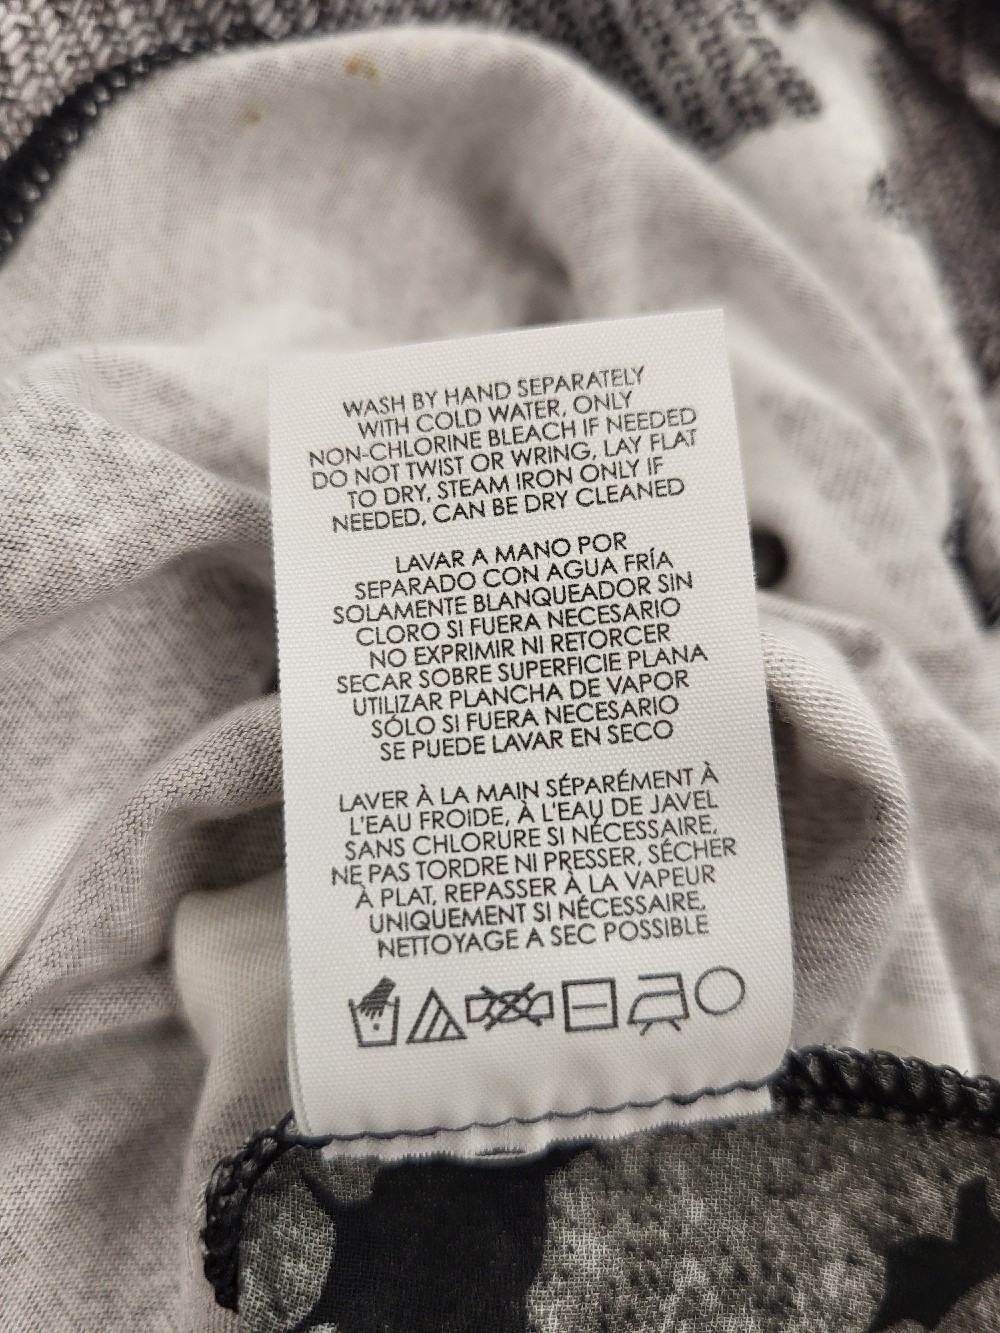 WASH BY HAND SEPARATELY
WITH COLD WATER, ONLY
NON-CHLORINE BLEACH IF NEEDED
DO NOT TWIST OR WRING, LAY FLAT
TO DRY, STEAM IRON ONLY IF
NEEDED, CAN BE DRY CLEANED
LAVAR A MANO POR
SEPARADO CON AGUA FRÍA
SOLAMENTE BLANQUEADOR SIN
CLORO SI FUERA NECESARIO
NO EXPRIMIR NI RETORCER
SECAR SOBRE SUPERFICIE PLANA
UTILIZAR PLANCHA DE VAPOR
SÓLO SI FUERA NECESARIO
SE PUEDE LAVAR EN SECO
LAVER À LA MAIN SÉPARÉMENT À
L'EAU FROIDE, À L'EAU DE JAVEL
SANS CHLORURE SI NÉCESSAIRE,
NE PAS TORDRE NI PRESSER, SÉCHER
À PLAT, REPASSER À LA VAPEUR
UNIQUEMENT SI NÉCESSAIRE,
NETTOYAGE A SEC POSSIBLE